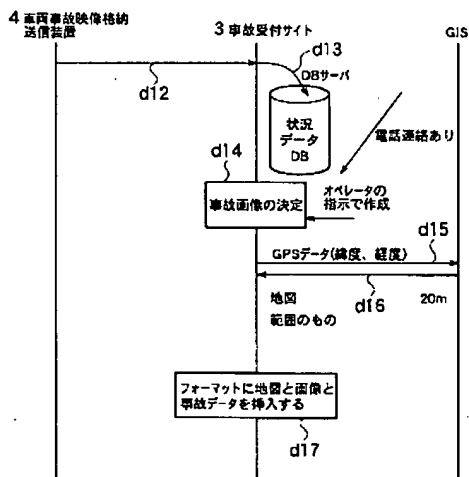 4 車両事故映像格納
送信装置
3 事故受付サイト
GIS
d13
d12
DBサーバ
状況
データ
DB
電話連絡あり
d14
事故画像の決定
オペレータの
指示で作成
d15
GPSデータ(緯度、経度)
d16
地図 20m
範囲のもの
フォーマットに地図と画像と
事故データを挿入する
d17